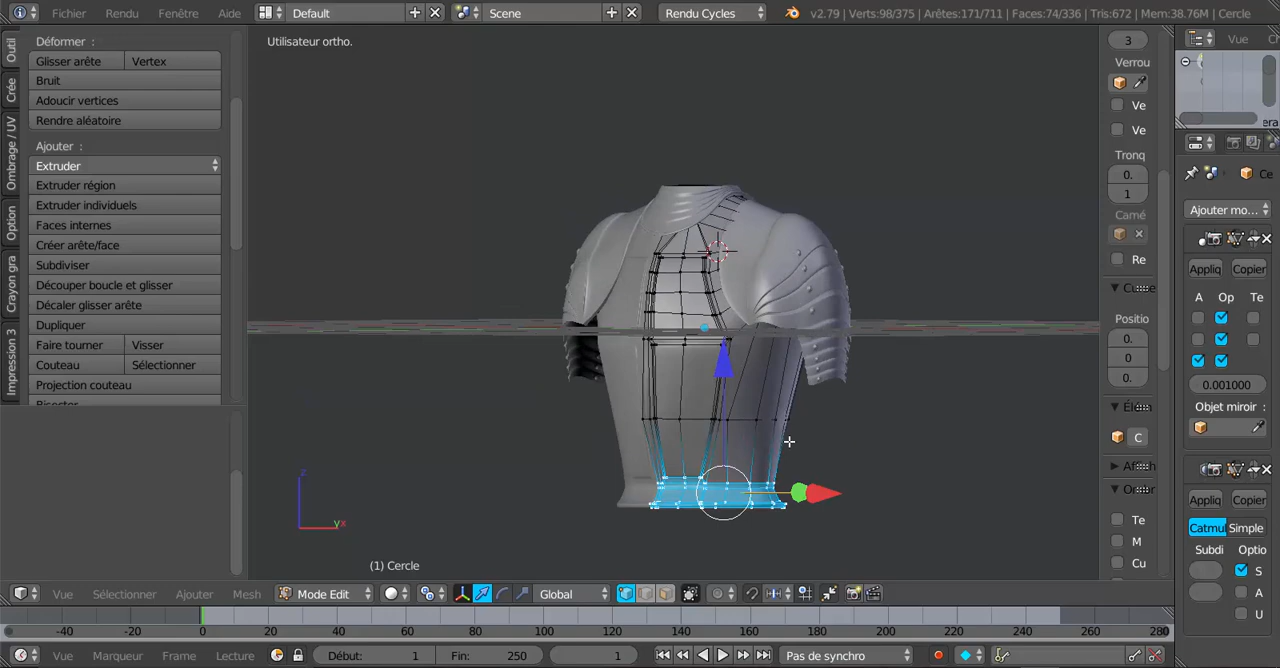 Fichier Rendu Fenêtre Aide Default Scene Rendu Cycles v2.79 | Verts:98/375 | Arêtes:171/711 | Faces:74/336 | Tris:672 | Mem:38.76M | Cercle
Outil
Crée
Ombrage / UV
Option
Crayon gra
Impression 3
Déformer :
Glisser arête Vertex
Bruit
Adoucir vertices
Rendre aléatoire
Ajouter :
Extruder
Extruder région
Extruder individuels
Faces internes
Créer arête/face
Subdiviser
Découper boucle et glisser
Décaler glisser arête
Dupliquer
Faire tourner Visser
Couteau Sélectionner
Projection couteau
Utilisateur ortho.
z
yx
(1) Cercle
3
Verrou
Ve
Ve
Tronq
0.
1
Camé
Re
Positio
0.
0
0.
C
Te
M
Cu
Vue
era
Ce
Ajouter mo...
Appliq Copier
A Op Te
0.001000
Objet miroir :
Appliq Copier
Catmu Simple
Subdi Optio
S
A
U
Vue Sélectionner Ajouter Mesh Mode Edit Global
-40 -20 0 20 40 60 80 100 120 140 160 180 200 220 240 260 280
Vue Marqueur Frame Lecture Début: 1 Fin: 250 1 Pas de synchro